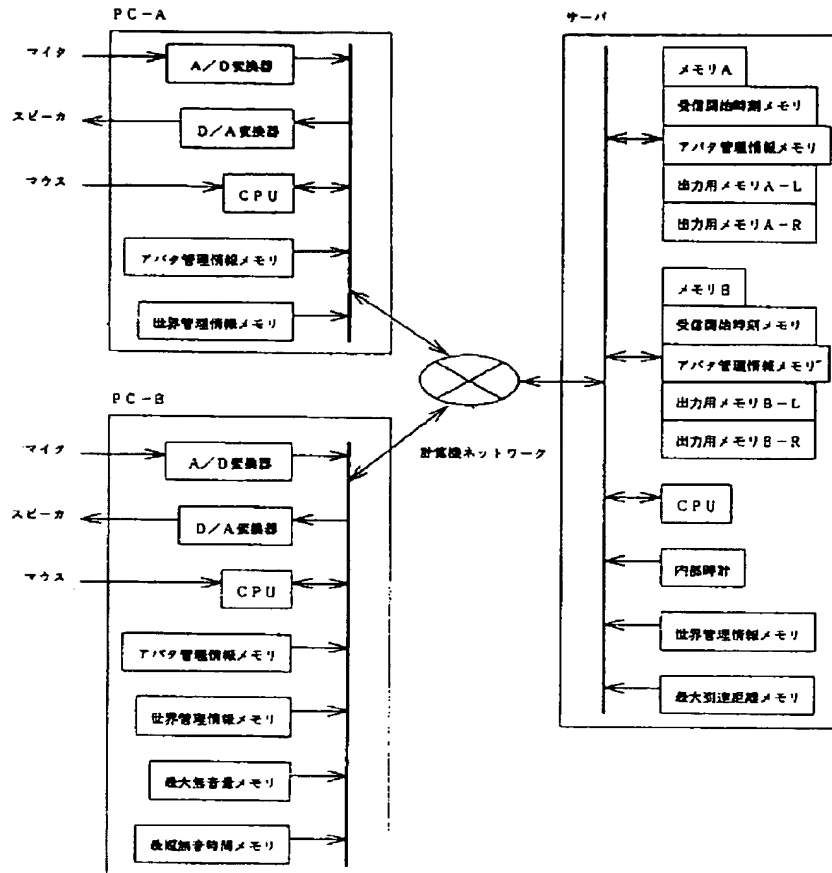 PC-A
マイク
A/D変換器
スピーカ
D/A変換器
マウス
CPU
アバタ管理情報メモリ
世界管理情報メモリ
PC-B
マイク
A/D変換器
スピーカ
D/A変換器
マウス
CPU
アバタ管理情報メモリ
世界管理情報メモリ
最大無音量メモリ
最短無音時間メモリ
計算機ネットワーク
サーバ
メモリA
受信開始時刻メモリ
アバタ管理情報メモリ
出力用メモリA-L
出力用メモリA-R
メモリB
受信開始時刻メモリ
アバタ管理情報メモリ
出力用メモリB-L
出力用メモリB-R
CPU
内部時計
世界管理情報メモリ
最大到達距離メモリ